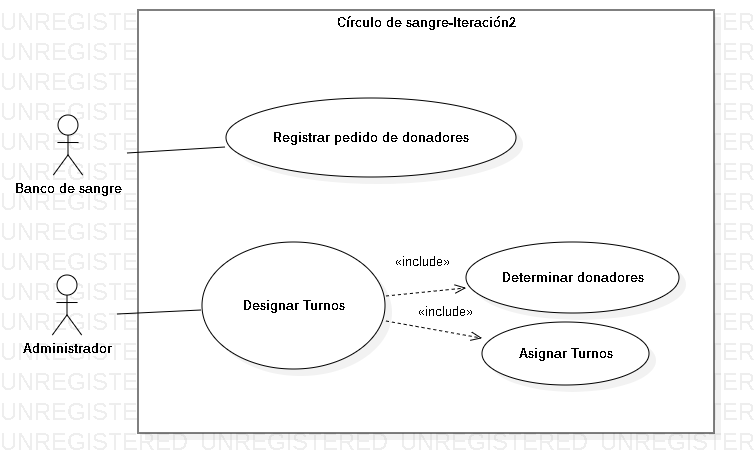 Círculo de sangre-Iteración2
Registrar pedido de donadores
Banco de sangre
«include»
Determinar donadores
Designar Turnos
«include»
Administrador
Asignar Turnos
UNREGISTERED UNREGISTERED UNREGISTERED UNREGISTERED